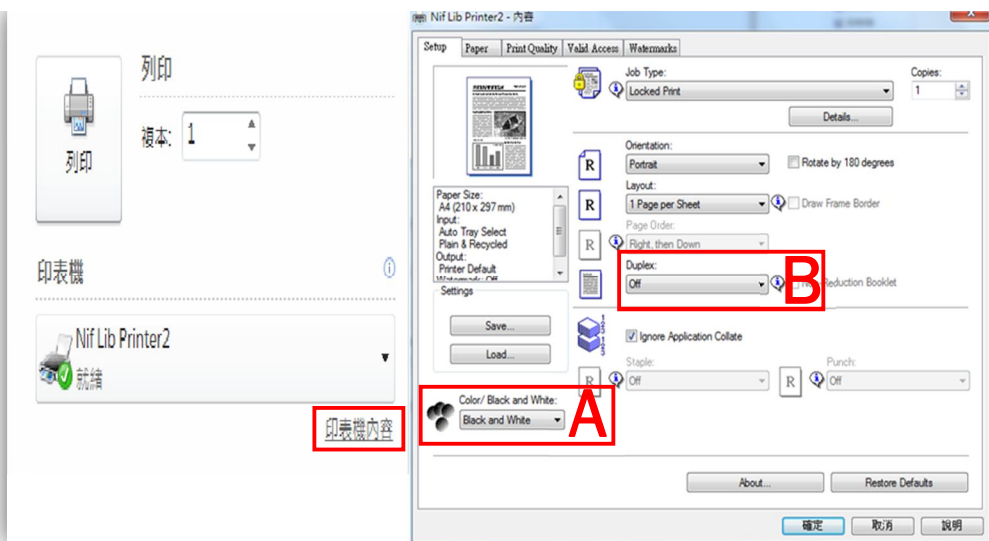 列印
複本: 1
列印
印表機
Nif Lib Printer2
就緒
印表機內容
Nif Lib Printer2 - 內容
Setup Paper Print Quality Valid Access Watermarks
Job Type:
Locked Print
Copies:
1
Details...
Orientation:
Portrait
Rotate by 180 degrees
Layout:
1 Page per Sheet
Draw Frame Border
Page Order:
Right, then Down
Duplex:
Off
B
Reduction Booklet
Paper Size:
A4 (210 x 297 mm)
Input:
Auto Tray Select
Plain & Recycled
Output:
Printer Default
Watermark: Off
Settings
Save...
Load...
Ignore Application Collate
Staple:
Off
Punch:
Off
Color/ Black and White:
Black and White
A
R
R
R
R
R
About...
Restore Defaults
確定 取消 說明